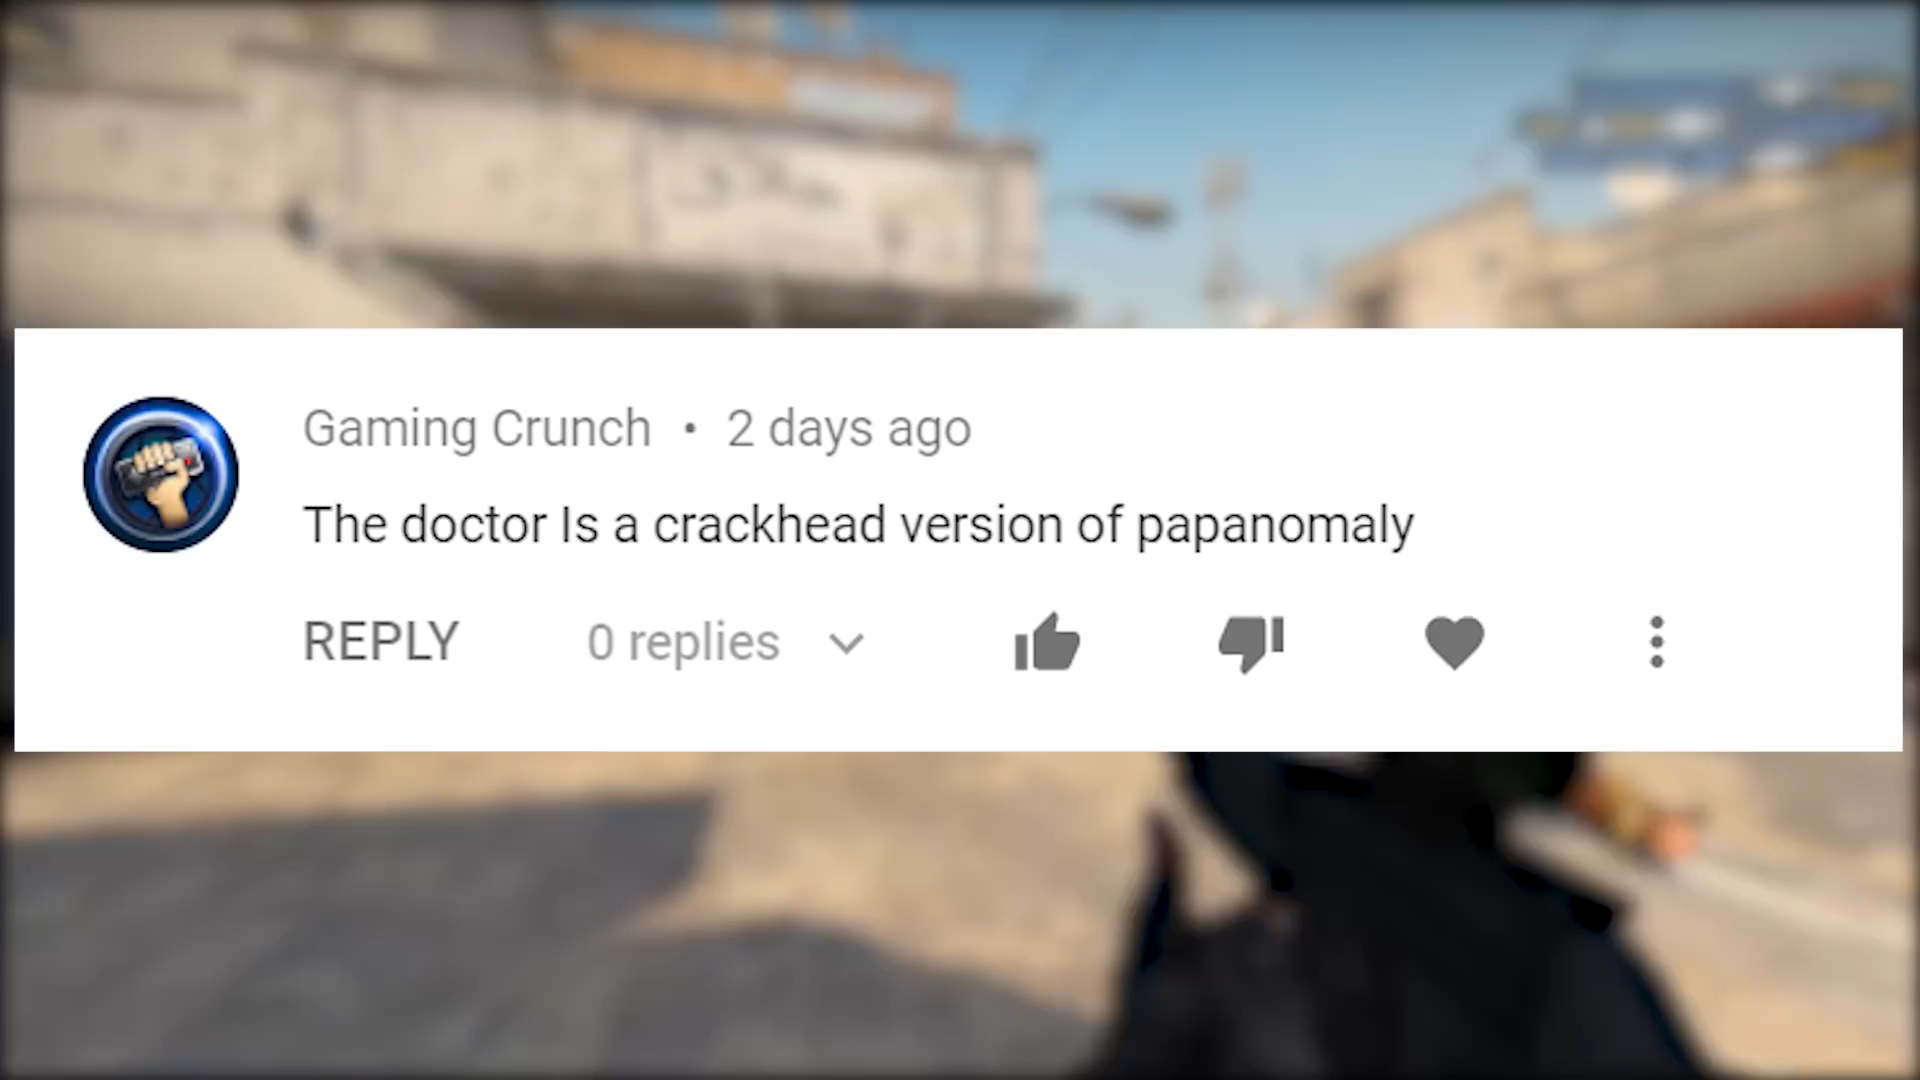 Gaming Crunch • 2 days ago
The doctor Is a crackhead version of papanomaly
REPLY 0 replies